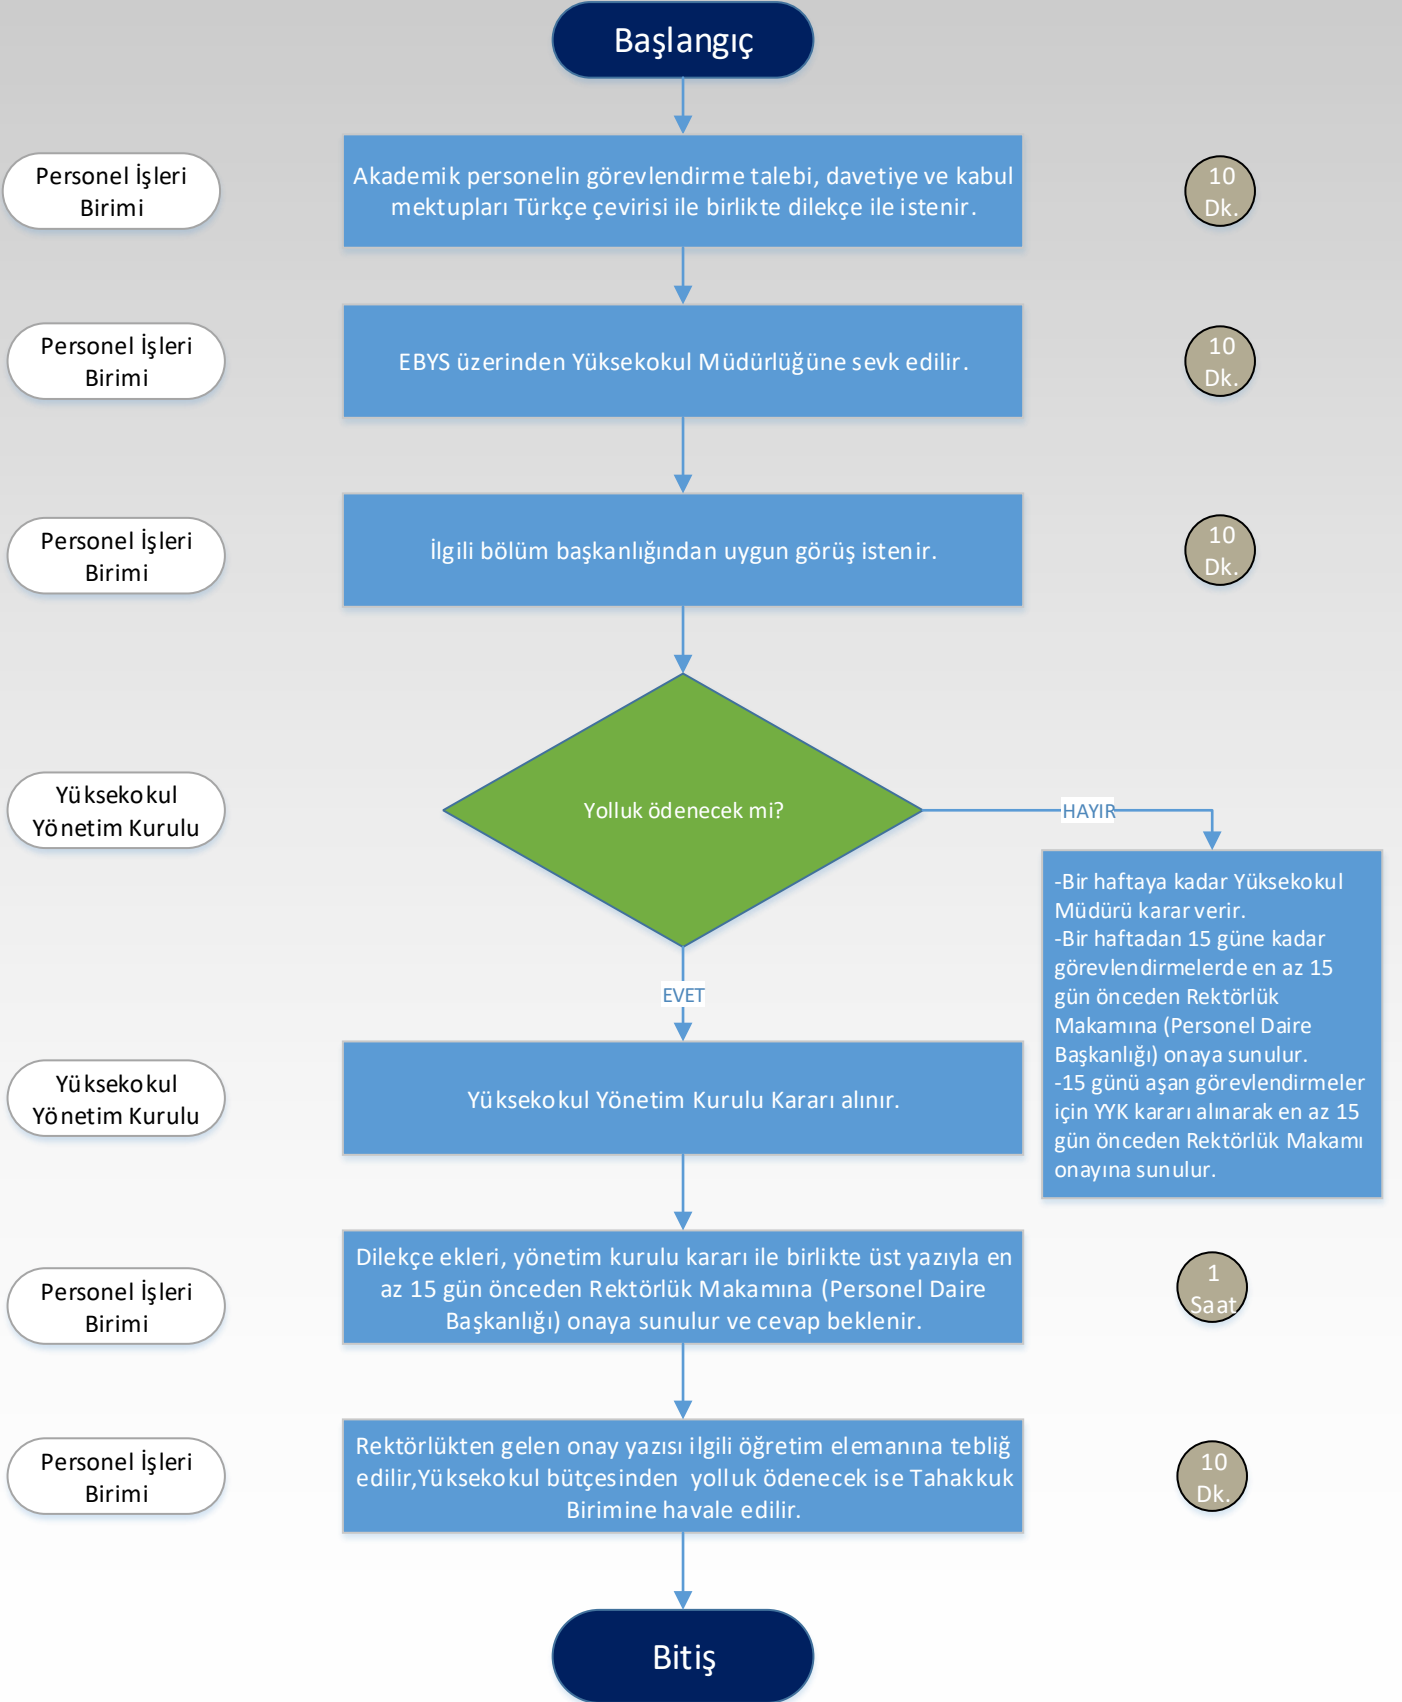 Başlangıç
Personel İşleri
Birimi
Akademik personelin görevlendirme talebi, davetiye ve kabul
mektupları Türkçe çevirisi ile birlikte dilekçe ile istenir.
10
Dk.
Personel İşleri
Birimi
EBYS üzerinden Yüksekokul Müdürlüğüne sevk edilir.
10
Dk.
Personel İşleri
Birimi
İlgili bölüm başkanlığından uygun görüş istenir.
10
Dk.
Yüksekokul
Yönetim Kurulu
Yolluk ödenecek mi?
HAYIR
-Bir haftaya kadar Yüksekokul
Müdürü karar verir.
-Bir haftadan 15 güne kadar
görevlendirmelerde en az 15
gün önceden Rektörlük
Makamına (Personel Daire
Başkanlığı) onaya sunulur.
-15 günü aşan görevlendirmeler
için YYK kararı alınarak en az 15
gün önceden Rektörlük Makamı
onayına sunulur.
EVET
Yüksekokul
Yönetim Kurulu
Yüksekokul Yönetim Kurulu Kararı alınır.
Personel İşleri
Birimi
Dilekçe ekleri, yönetim kurulu kararı ile birlikte üst yazıyla en
az 15 gün önceden Rektörlük Makamına (Personel Daire
Başkanlığı) onaya sunulur ve cevap beklenir.
1
Saat
Personel İşleri
Birimi
Rektörlükten gelen onay yazısı ilgili öğretim elemanına tebliğ
edilir,Yüksekokul bütçesinden  yolluk ödenecek ise Tahakkuk
Birimine havale edilir.
10
Dk.
Bitiş